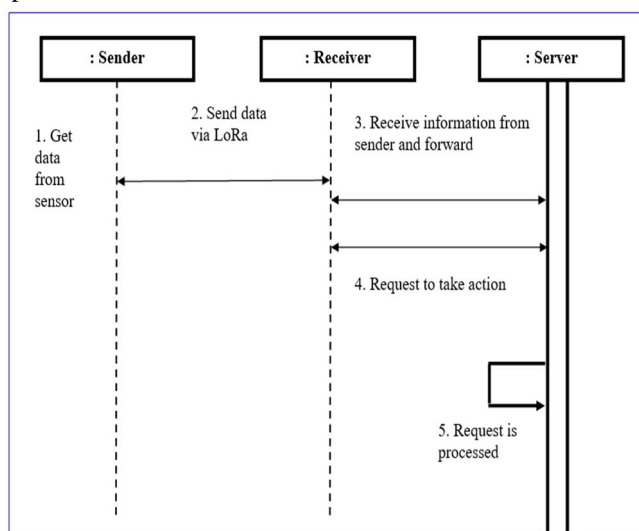 : Sender
: Receiver
: Server
1. Get
data
from
sensor
2. Send data
via LoRa
3. Receive information from
sender and forward
4. Request to take action
5. Request is
processed